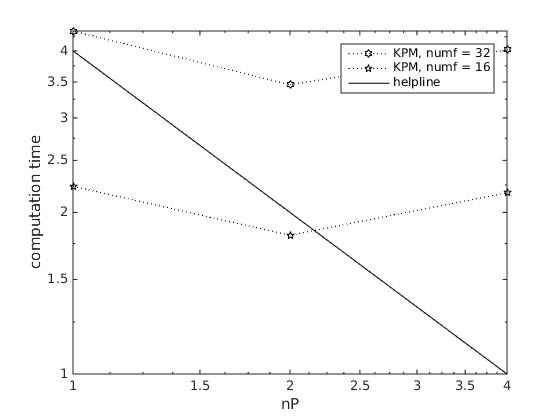 KPM, numf = 32
KPM, numf = 16
helpline
4
3.5
3
2.5
2
1.5
1
computation time
1 1.5 2 2.5 3 3.5 4
nP